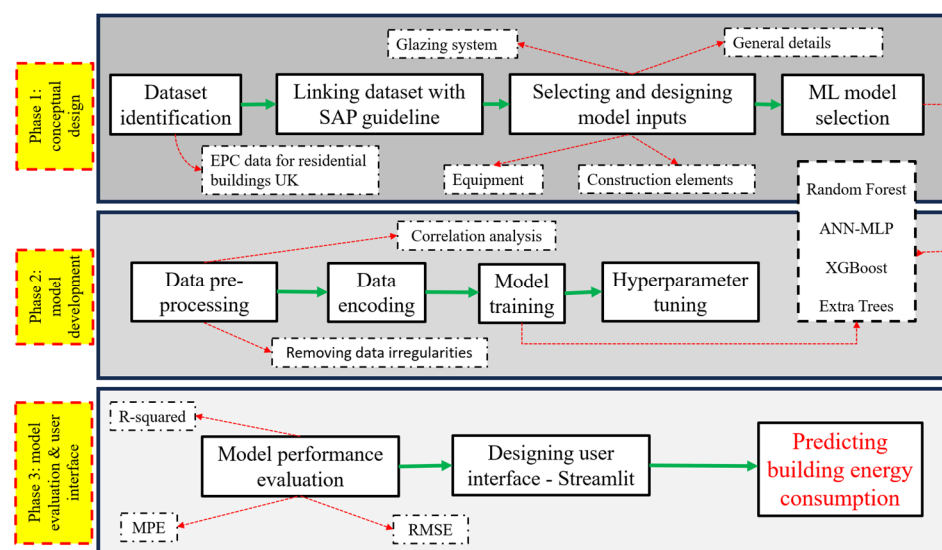 Phase 1:
conceptual
design
Glazing system
General details
Dataset
identification
Linking dataset with
SAP guideline
Selecting and designing
model inputs
ML model
selection
EPC data for residential
buildings UK
Equipment
Construction elements
Random Forest
ANN-MLP
XGBoost
Extra Trees
Phase 2:
model
development
Correlation analysis
Data pre-
processing
Data
encoding
Model
training
Hyperparameter
tuning
Removing data irregularities
Phase 3: model
evaluation & user
interface
R-squared
Model performance
evaluation
Designing user
interface - Streamlit
Predicting
building energy
consumption
MPE
RMSE